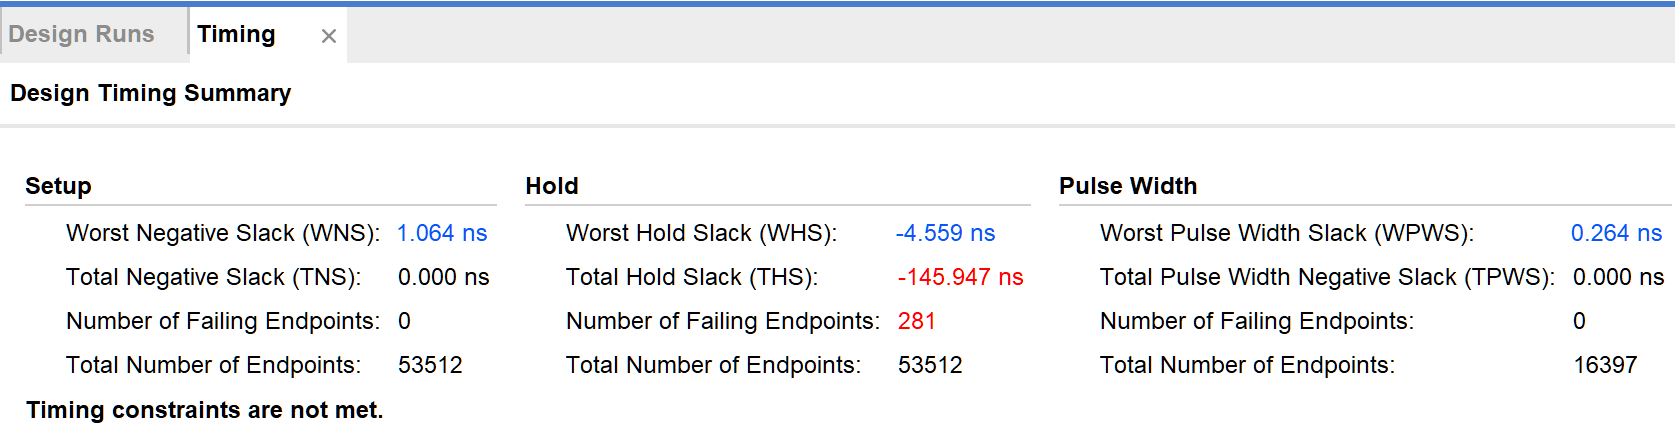 Design Runs
Timing ×
Design Timing Summary
Setup
Worst Negative Slack (WNS): 1.064 ns
Total Negative Slack (TNS): 0.000 ns
Number of Failing Endpoints: 0
Total Number of Endpoints: 53512
Hold
Worst Hold Slack (WHS): -4.559 ns
Total Hold Slack (THS): -145.947 ns
Number of Failing Endpoints: 281
Total Number of Endpoints: 53512
Pulse Width
Worst Pulse Width Slack (WPWS): 0.264 ns
Total Pulse Width Negative Slack (TPWS): 0.000 ns
Number of Failing Endpoints: 0
Total Number of Endpoints: 16397
Timing constraints are not met.